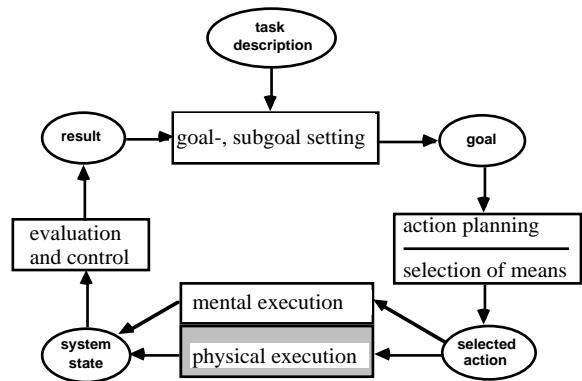 task
description
result
goal-, subgoal setting
goal
evaluation
and control
action planning
selection of means
mental execution
physical execution
system
state
selected
action